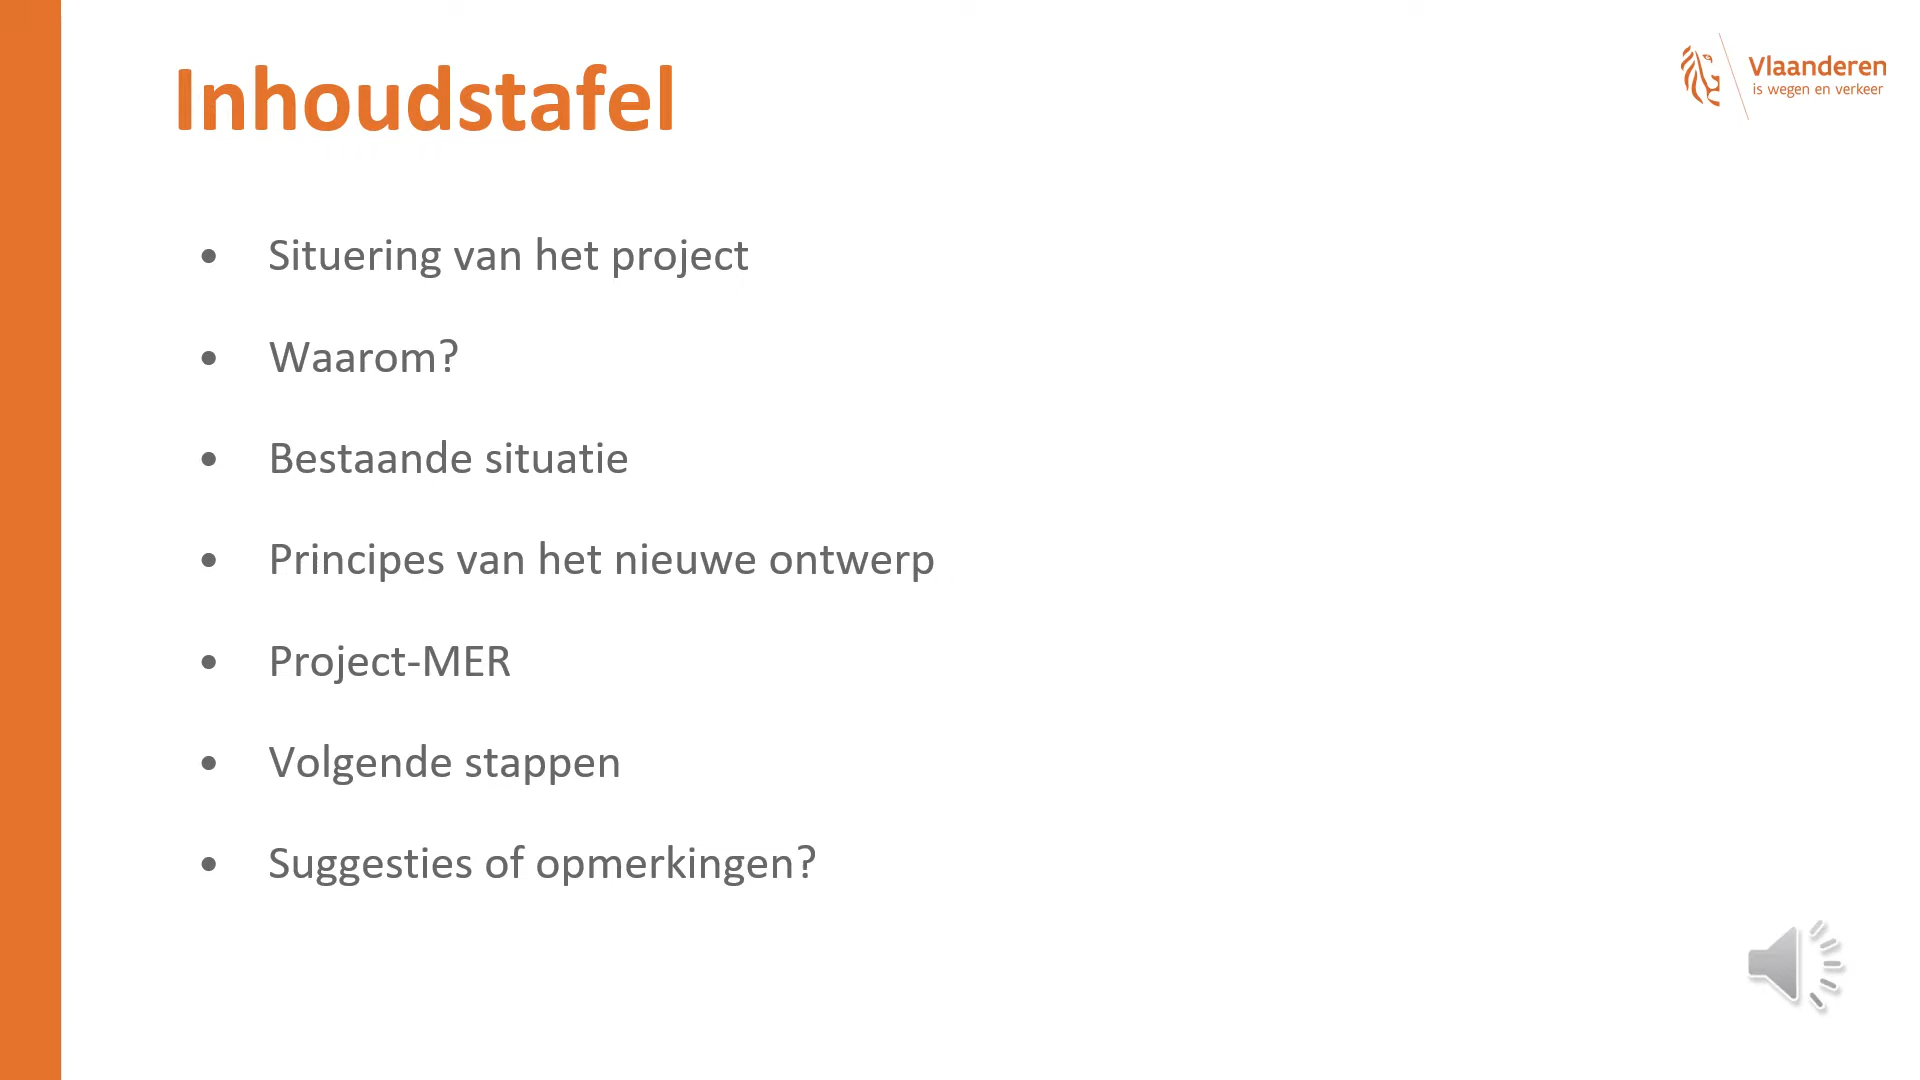 Inhoudstafel
Vlaanderen
is wegen en verkeer
• Situering van het project
• Waarom?
• Bestaande situatie
• Principes van het nieuwe ontwerp
• Project-MER
• Volgende stappen
• Suggesties of opmerkingen?